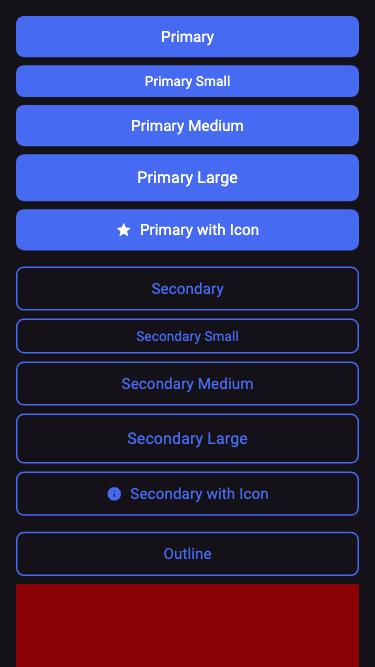 Primary
Primary Small
Primary Medium
Primary Large
Primary with Icon
Secondary
Secondary Small
Secondary Medium
Secondary Large
Secondary with Icon
Outline